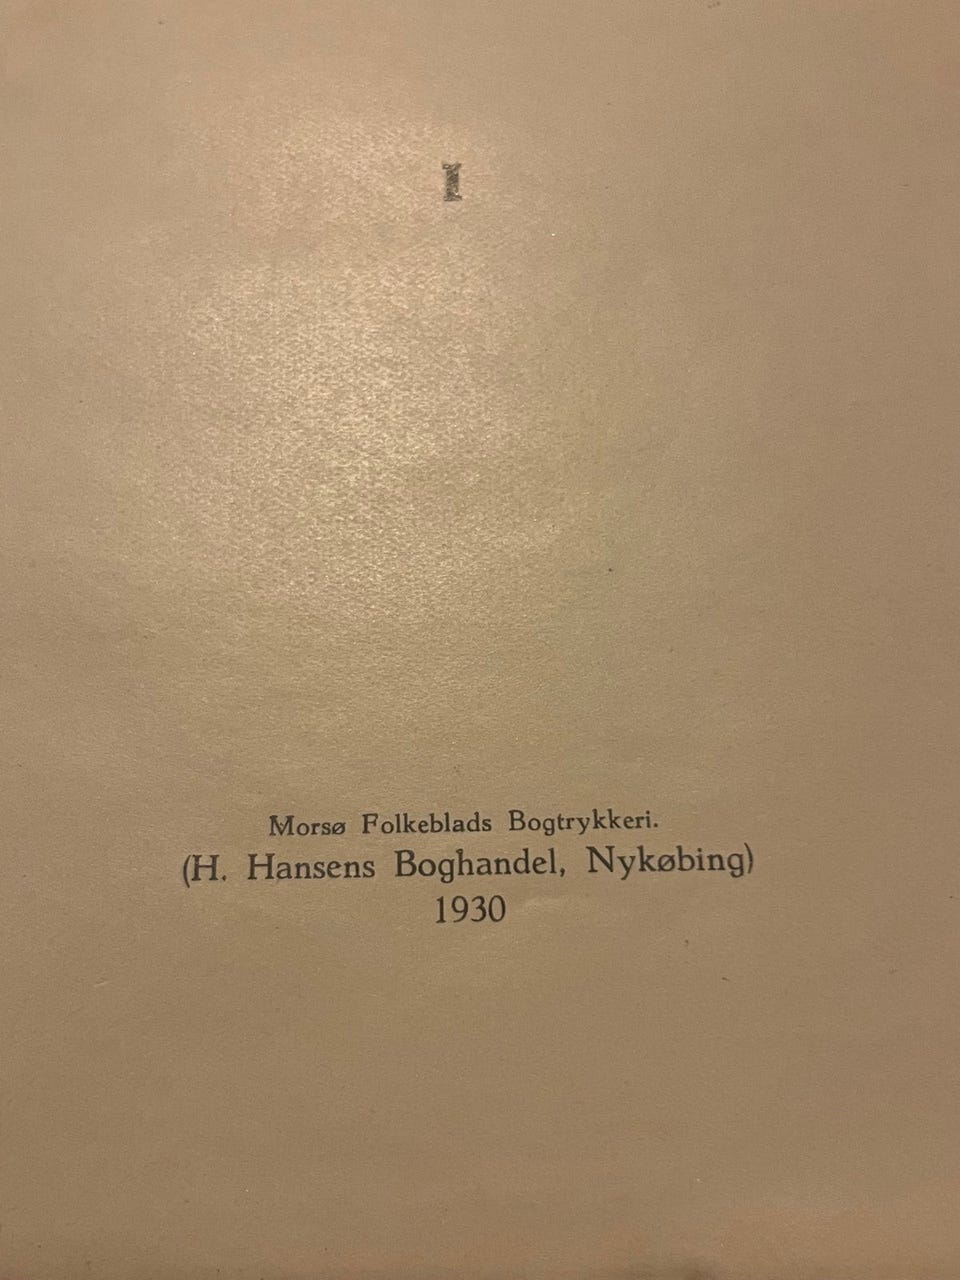 I
Morsø Folkeblads Bogtrykkeri.
(H. Hansens Boghandel, Nykøbing)
1930